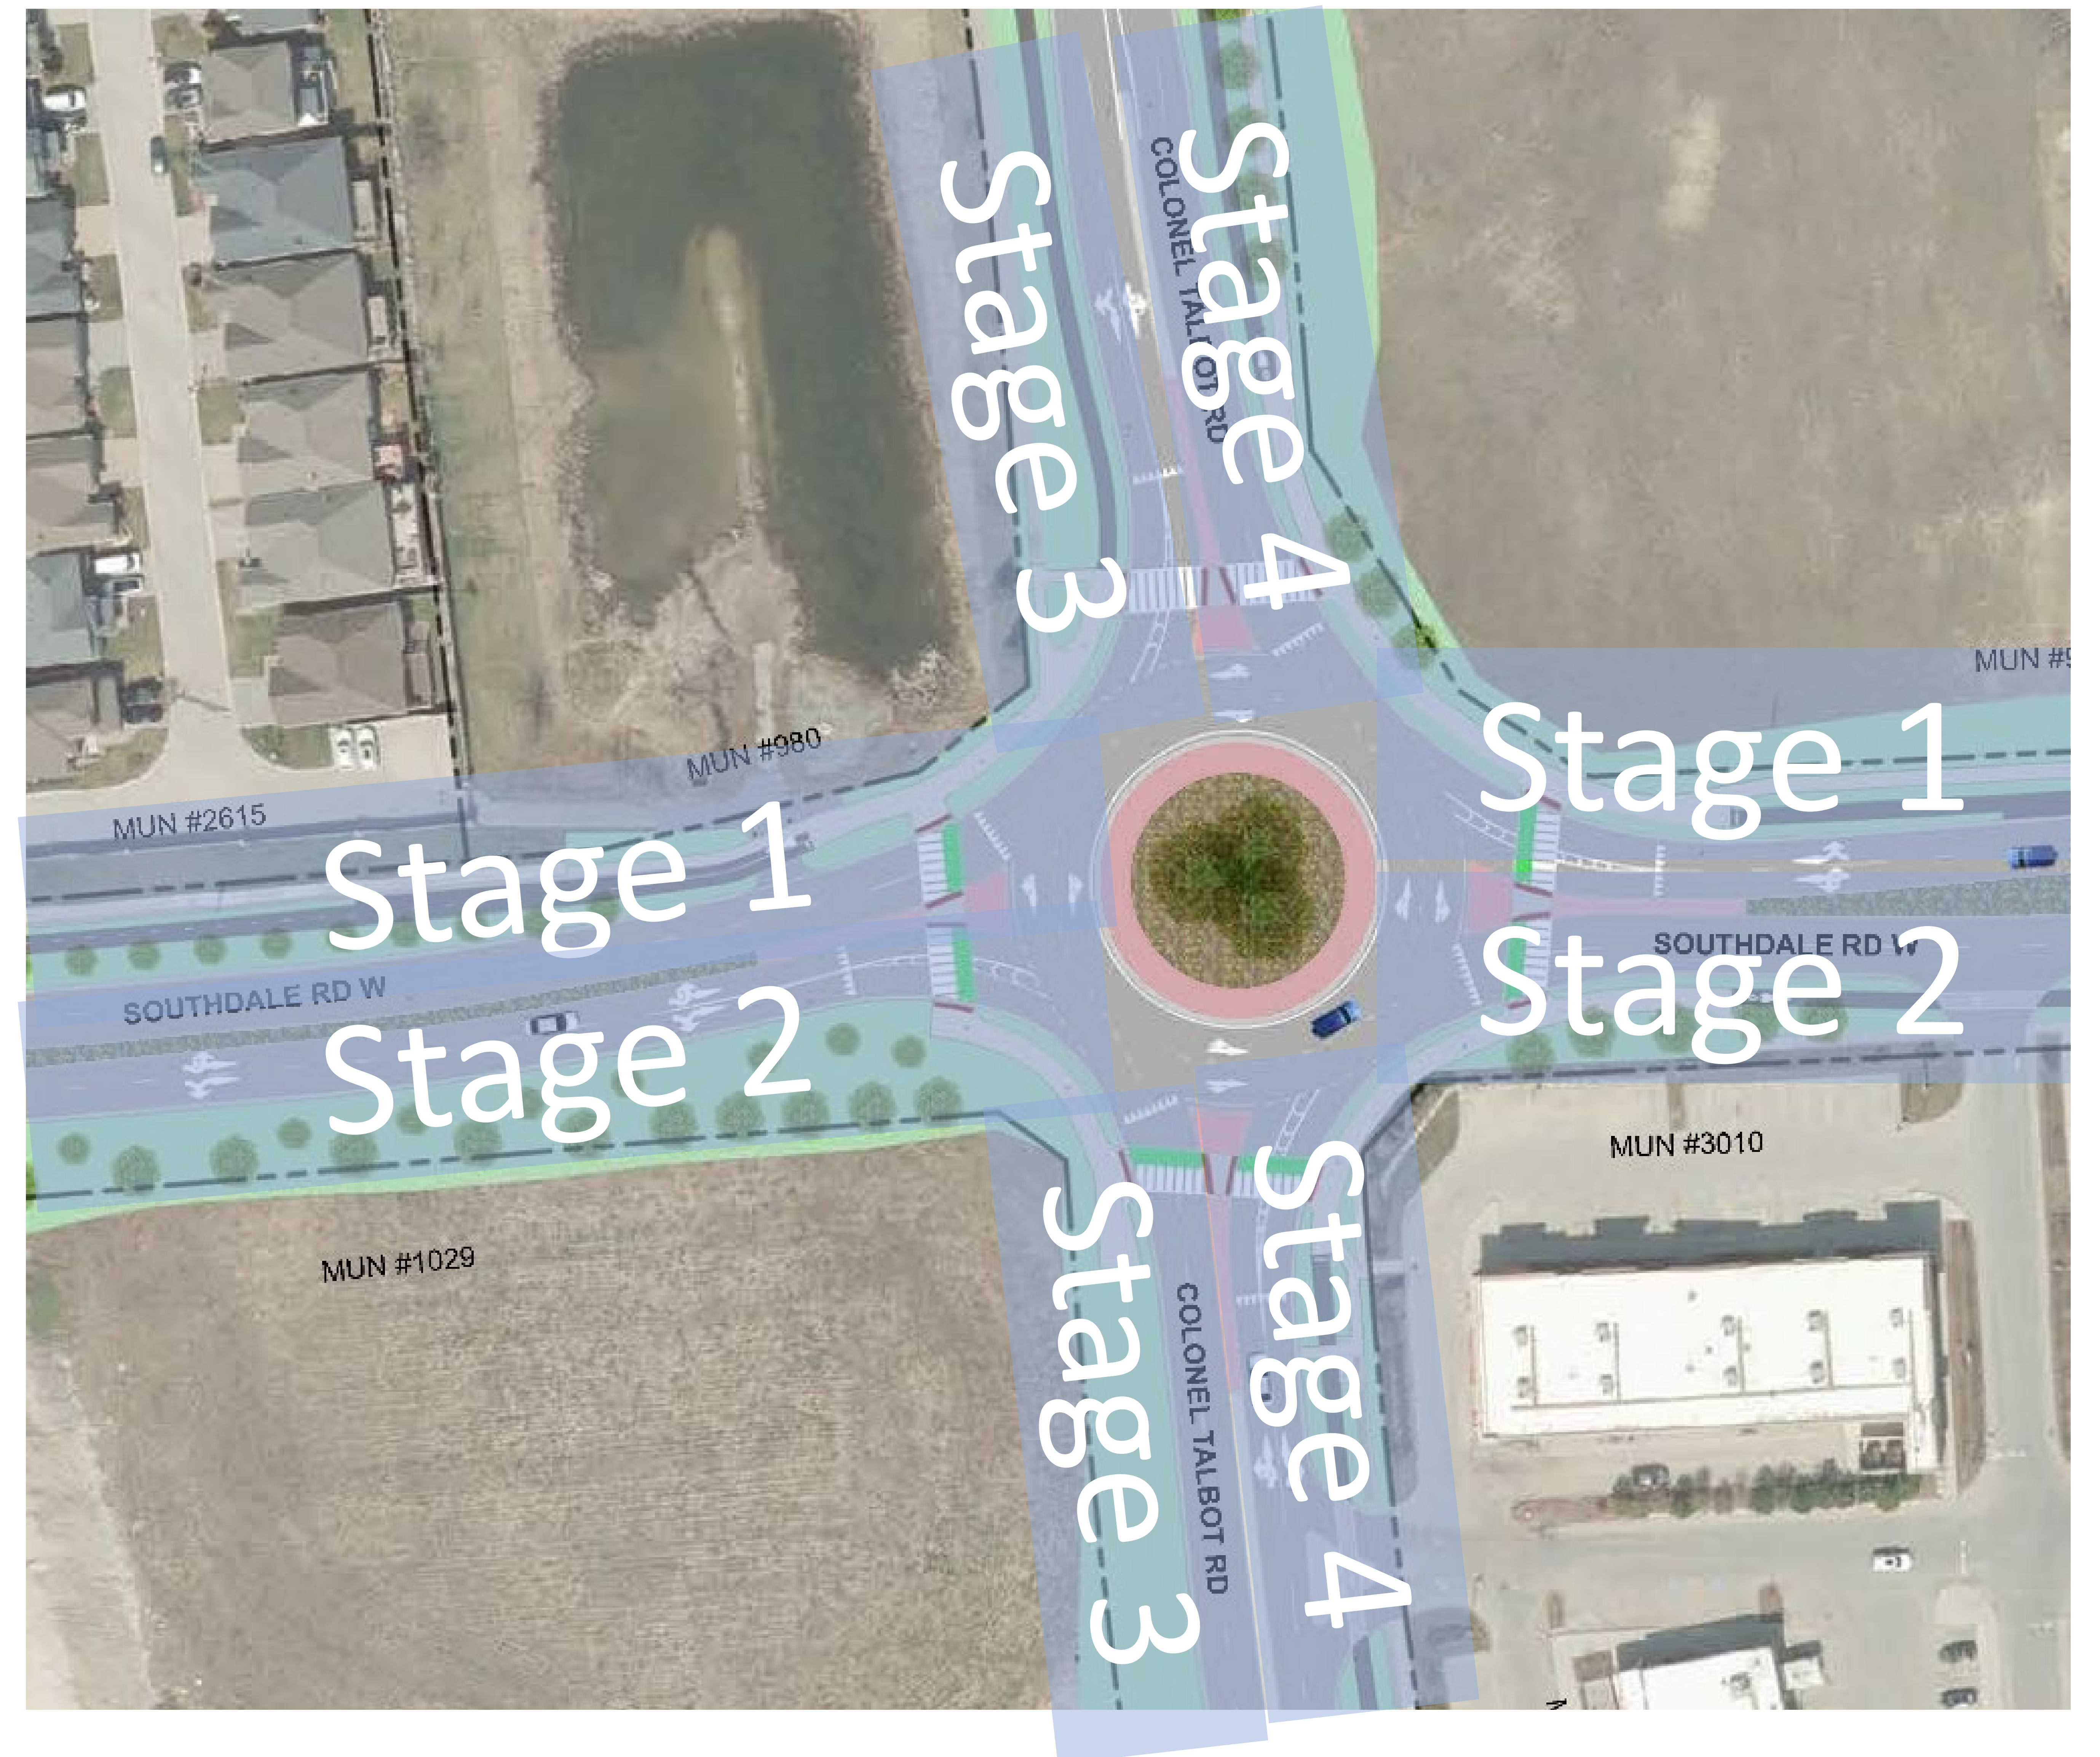 COLONEL TALBOT RD
Stage 3
Stage 4
MUN #980
MUN #2615
Stage 1
SOUTHDALE RD W
Stage 2
Stage 1
SOUTHDALE RD W
Stage 2
MUN #3010
MUN #1029
Stage 3
COLONEL TALBOT RD
Stage 4